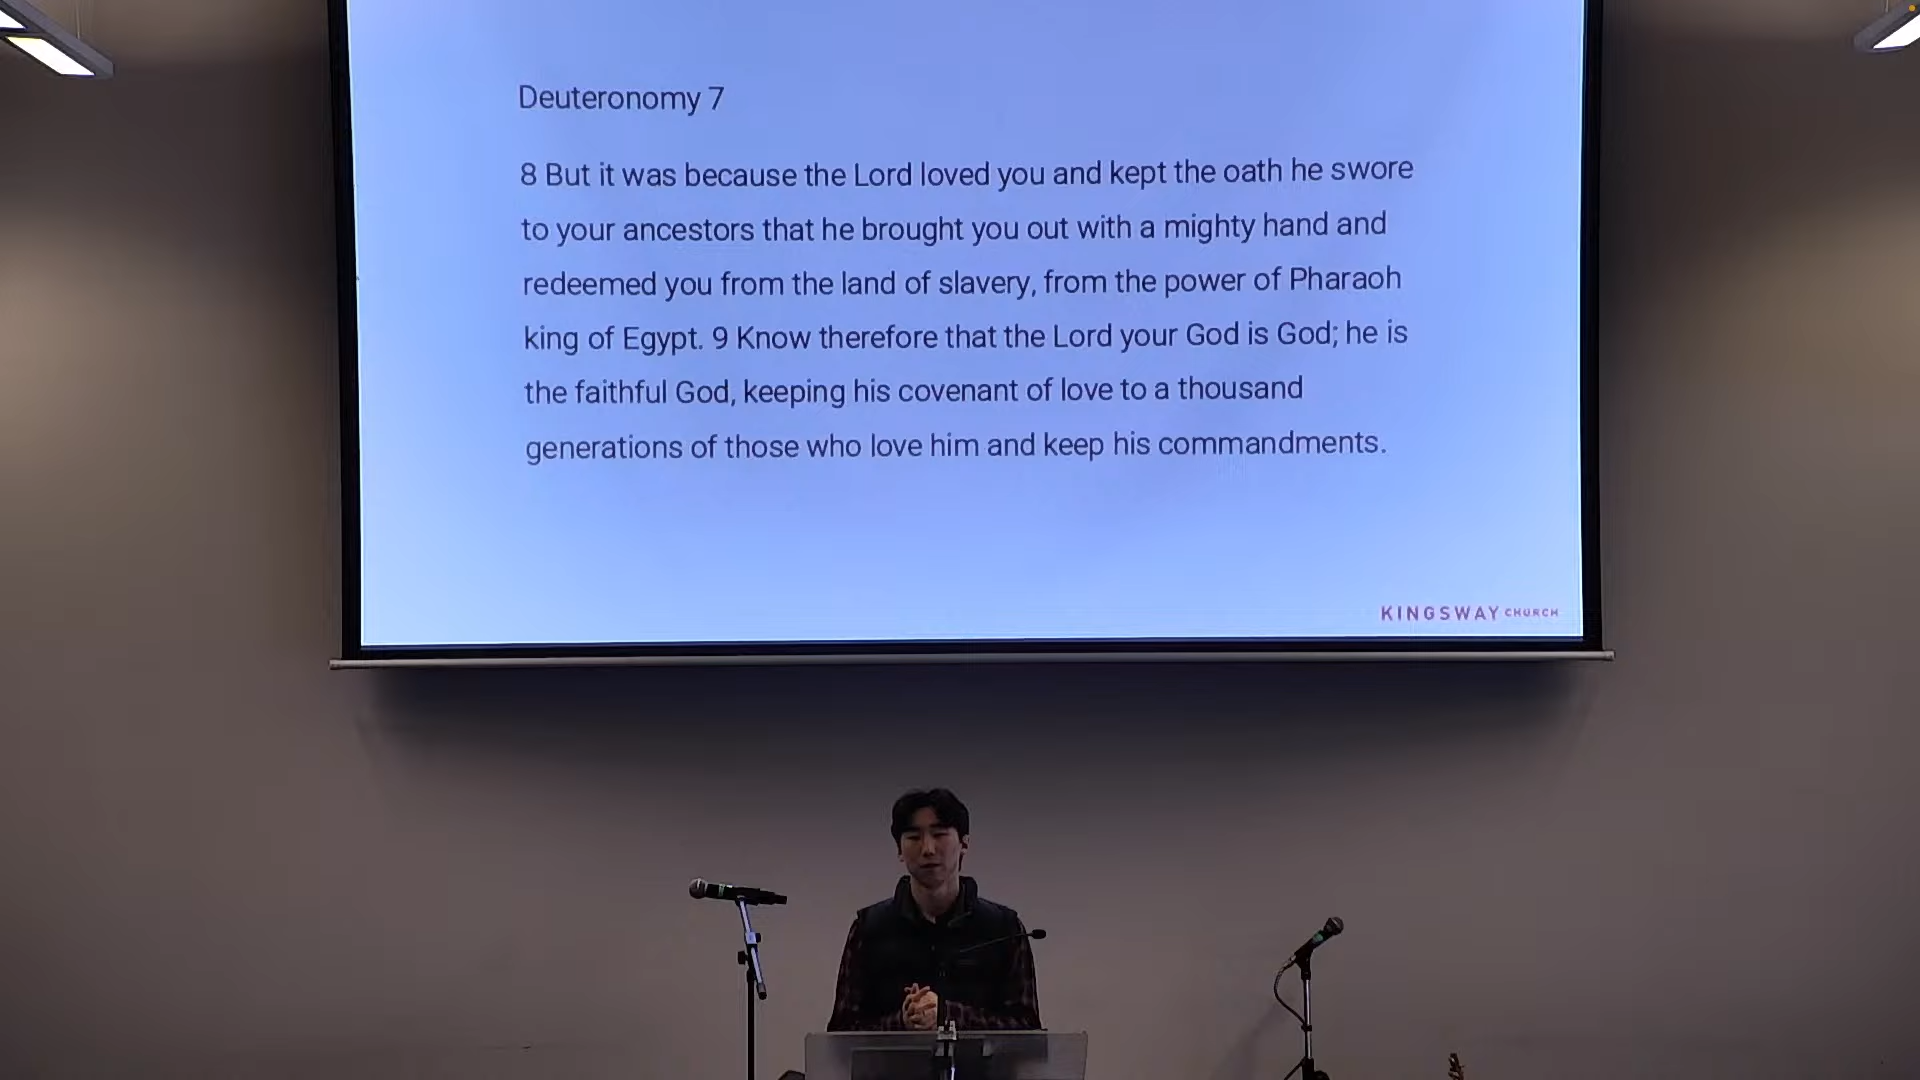 Deuteronomy 7
8 But it was because the Lord loved you and kept the oath he swore
to your ancestors that he brought you out with a mighty hand and
redeemed you from the land of slavery, from the power of Pharaoh
king of Egypt. 9 Know therefore that the Lord your God is God; he is
the faithful God, keeping his covenant of love to a thousand
generations of those who love him and keep his commandments.
KINGSWAY CHURCH